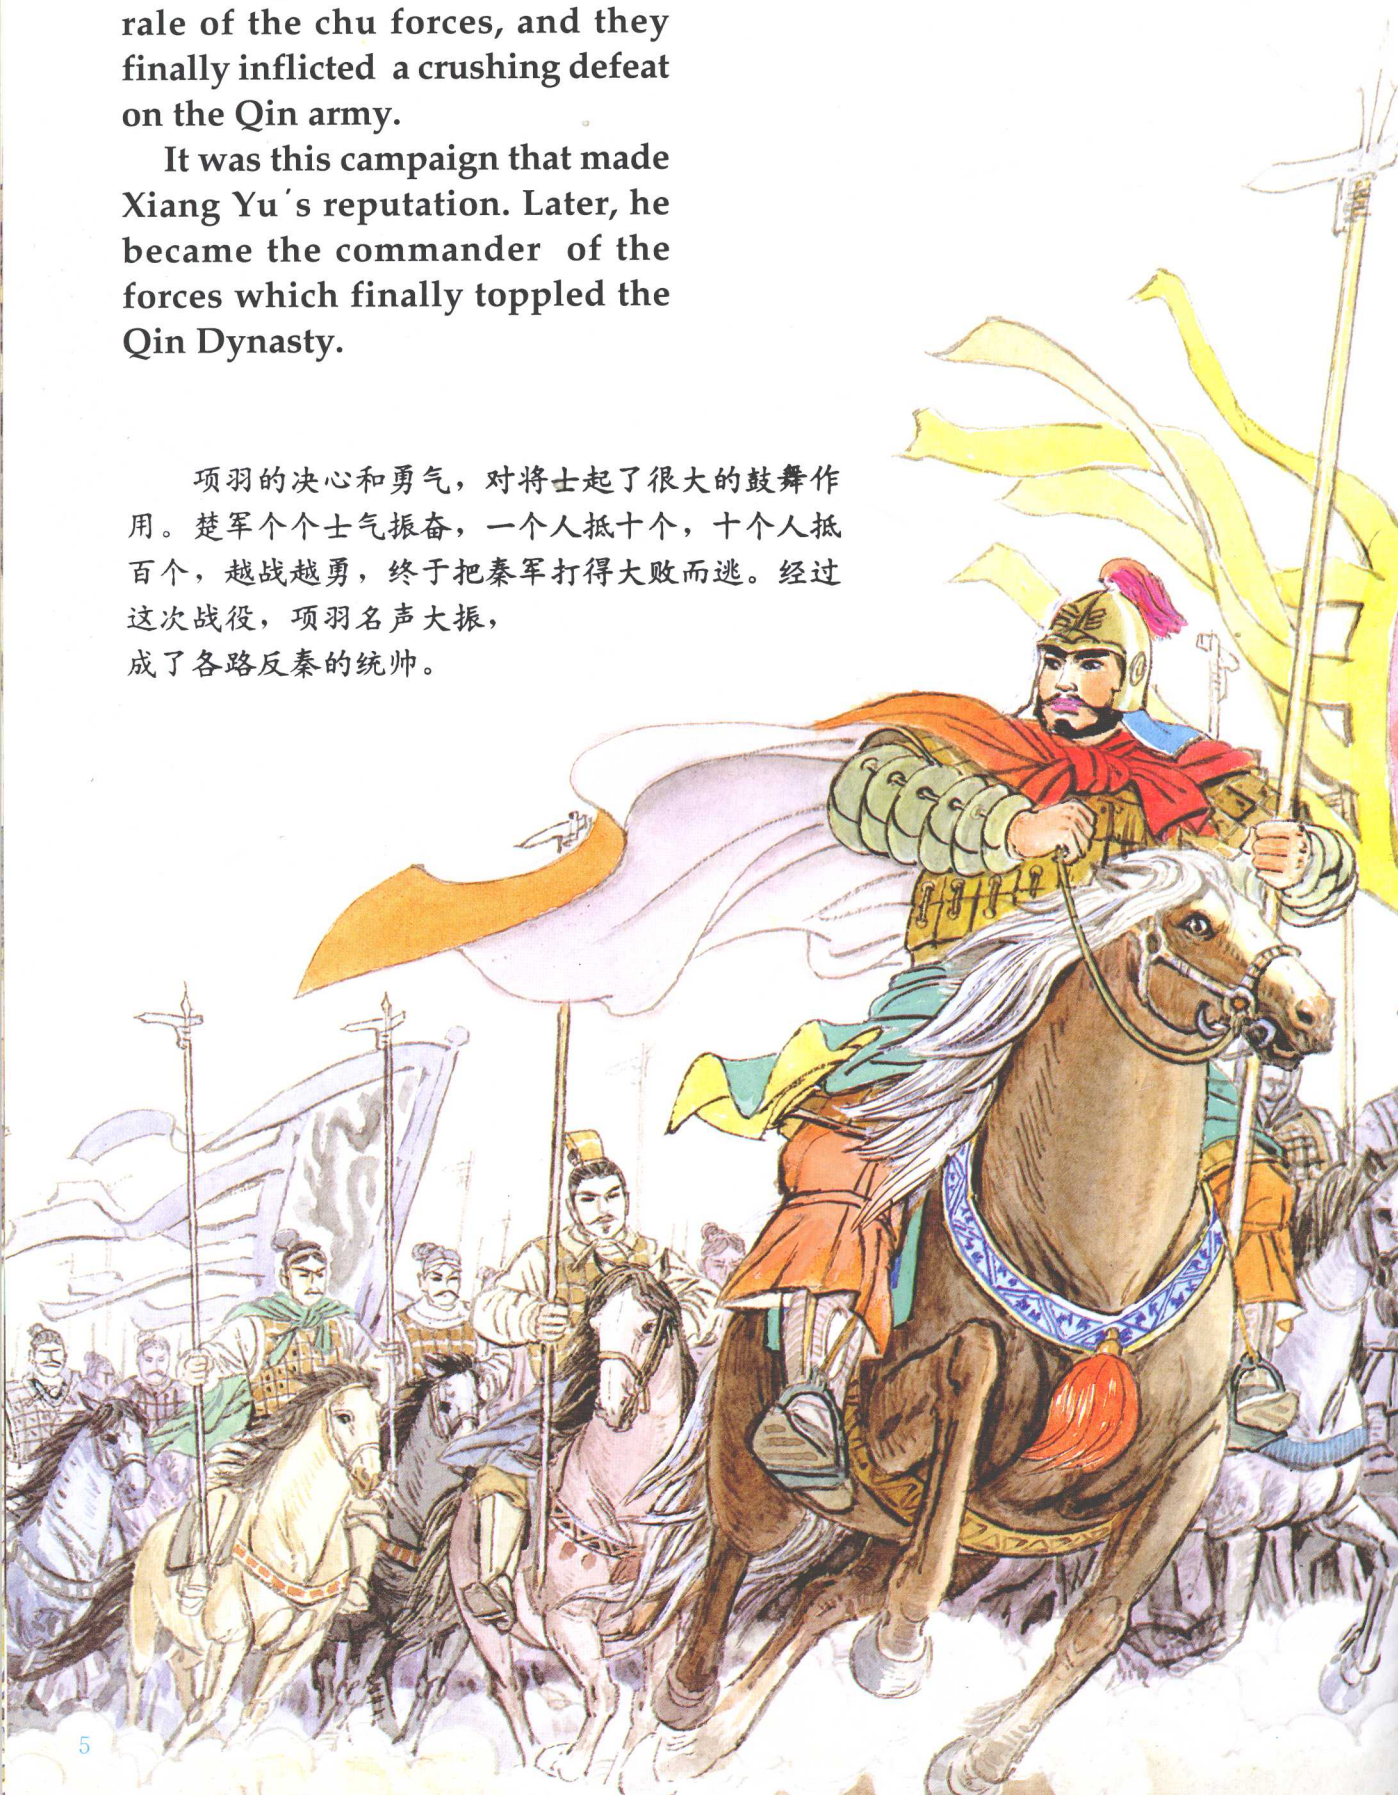 rale of the chu forces, and they
finally inflicted a crushing defeat
on the Qin army.
It was this campaign that made
Xiang Yu´s reputation. Later, he
became the commander of the
forces which finally toppled the
Qin Dynasty.
项羽的决心和勇气，对将士起了很大的鼓舞作
用。楚军个个士气振奋，一个人抵十个，十个人抵
百个，越战越勇，终于把秦军打得大败而逃。经过
这次战役，项羽名声大振，
成了各路反秦的统帅。
5